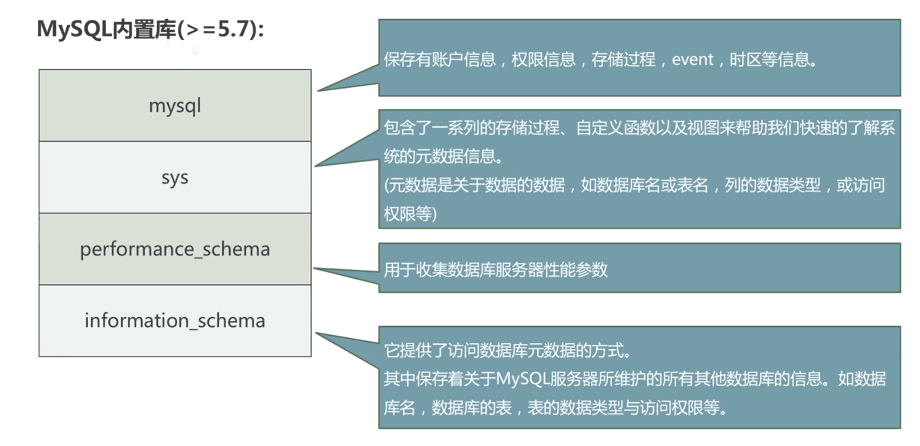 MySQL内置库(>=5.7):
mysql
保存有账户信息，权限信息，存储过程，event，时区等信息。
sys
包含了一系列的存储过程、自定义函数以及视图来帮助我们快速的了解系
统的元数据信息。
(元数据是关于数据的数据，如数据库名或表名，列的数据类型，或访问
权限等)
performance_schema
用于收集数据库服务器性能参数
information_schema
它提供了访问数据库元数据的方式。
其中保存着关于MySQL服务器所维护的所有其他数据库的信息。如数据
库名，数据库的表，表的数据类型与访问权限等。